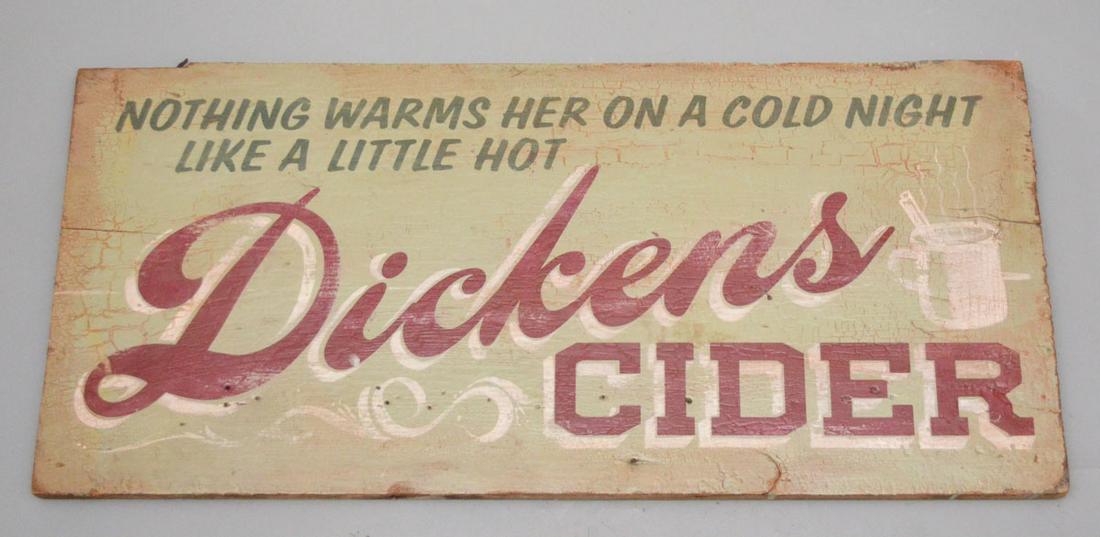 NOTHING WARMS HER ON A COLD NIGHT
LIKE A LITTLE HOT
Dickens
CIDER